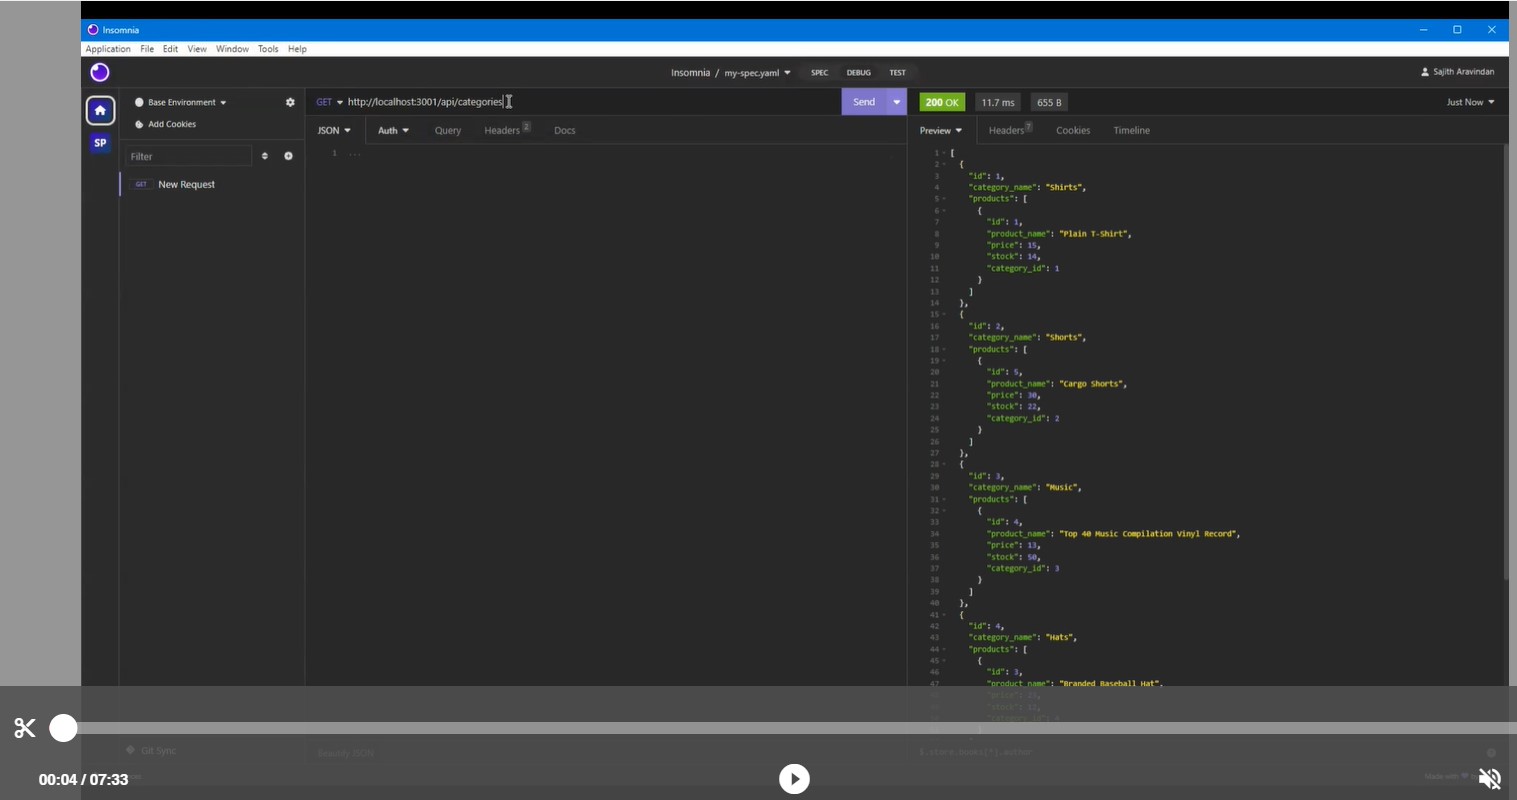 Insomnia
Application File Edit View Window Tools Help
Insomnia / my-spec.yaml SPEC DEBUG TEST Sajith Aravindan
Base Environment
GET http://localhost:3001/api/categories Send 200 OK 11.7 ms 655 B Just Now
Add Cookies
JSON Auth Query Headers 2 Docs Preview Headers 7 Cookies Timeline
SP
Filter
GET New Request
1 ...
1 [
2 {
3 "id": 1,
4 "category_name": "Shirts",
5 "products": [
6 {
7 "id": 1,
8 "product_name": "Plain T-Shirt",
9 "price": 15,
10 "stock": 14,
11 "category_id": 1
12 }
13 ]
14 },
15 {
16 "id": 2,
17 "category_name": "Shorts",
18 "products": [
19 {
20 "id": 5,
21 "product_name": "Cargo Shorts",
22 "price": 30,
23 "stock": 22,
24 "category_id": 2
25 }
26 ]
27 },
28 {
29 "id": 3,
30 "category_name": "Music",
31 "products": [
32 {
33 "id": 4,
34 "product_name": "Top 40 Music Compilation Vinyl Record",
35 "price": 13,
36 "stock": 50,
37 "category_id": 3
38 }
39 ]
40 },
41 {
42 "id": 4,
43 "category_name": "Hats",
44 "products": [
45 {
46 "id": 3,
47 "product_name": "Branded Baseball Hat",
"price":
"stock":
"category_id": 4
Git Sync Beautify JSON $.store.books[*].author
Made with
00:04 / 07:33